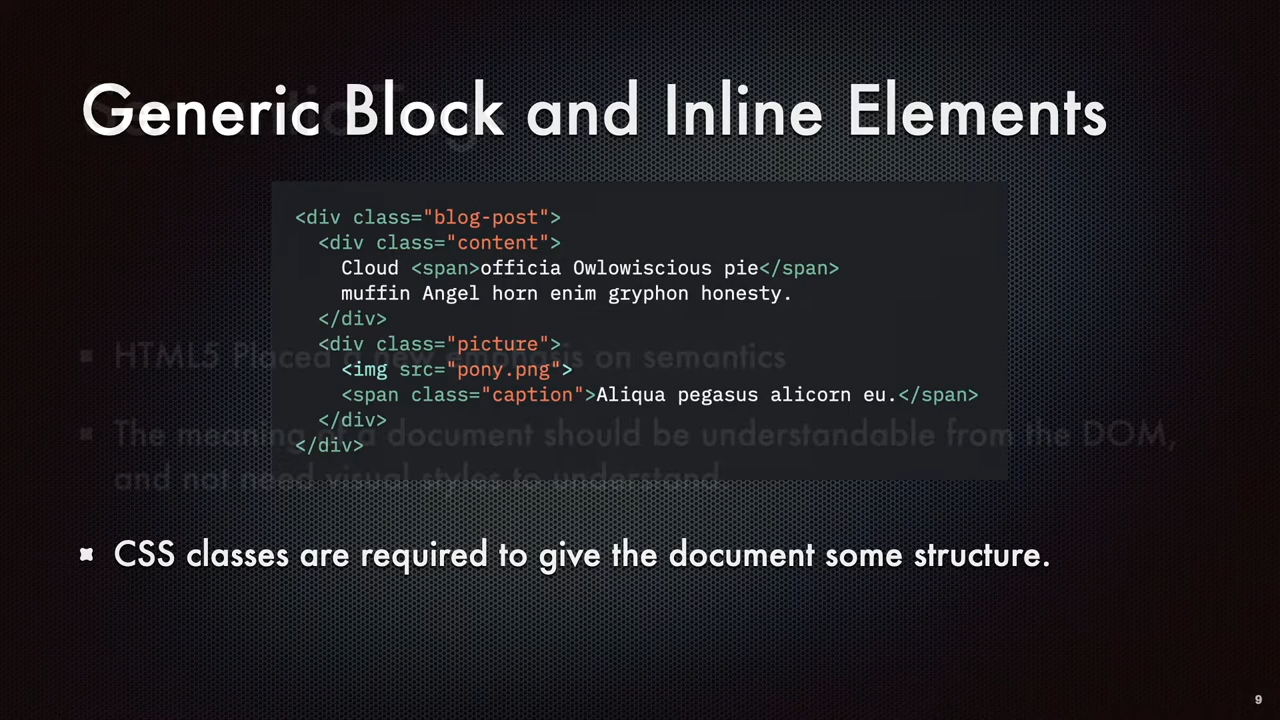 Generic Block and Inline Elements
<div class="blog-post">
<div class="content">
Cloud <span>officia Owlowiscious pie</span>
muffin Angel horn enim gryphon honesty.
</div>
<div class="picture">
<img src="pony.png">
<span class="caption">Aliqua pegasus alicorn eu.</span>
</div>
</div>
HTML5 Placed a new emphasis on semantics
The meaning of a document should be understandable from the DOM,
and not need visual styles to understand
CSS classes are required to give the document some structure.
9